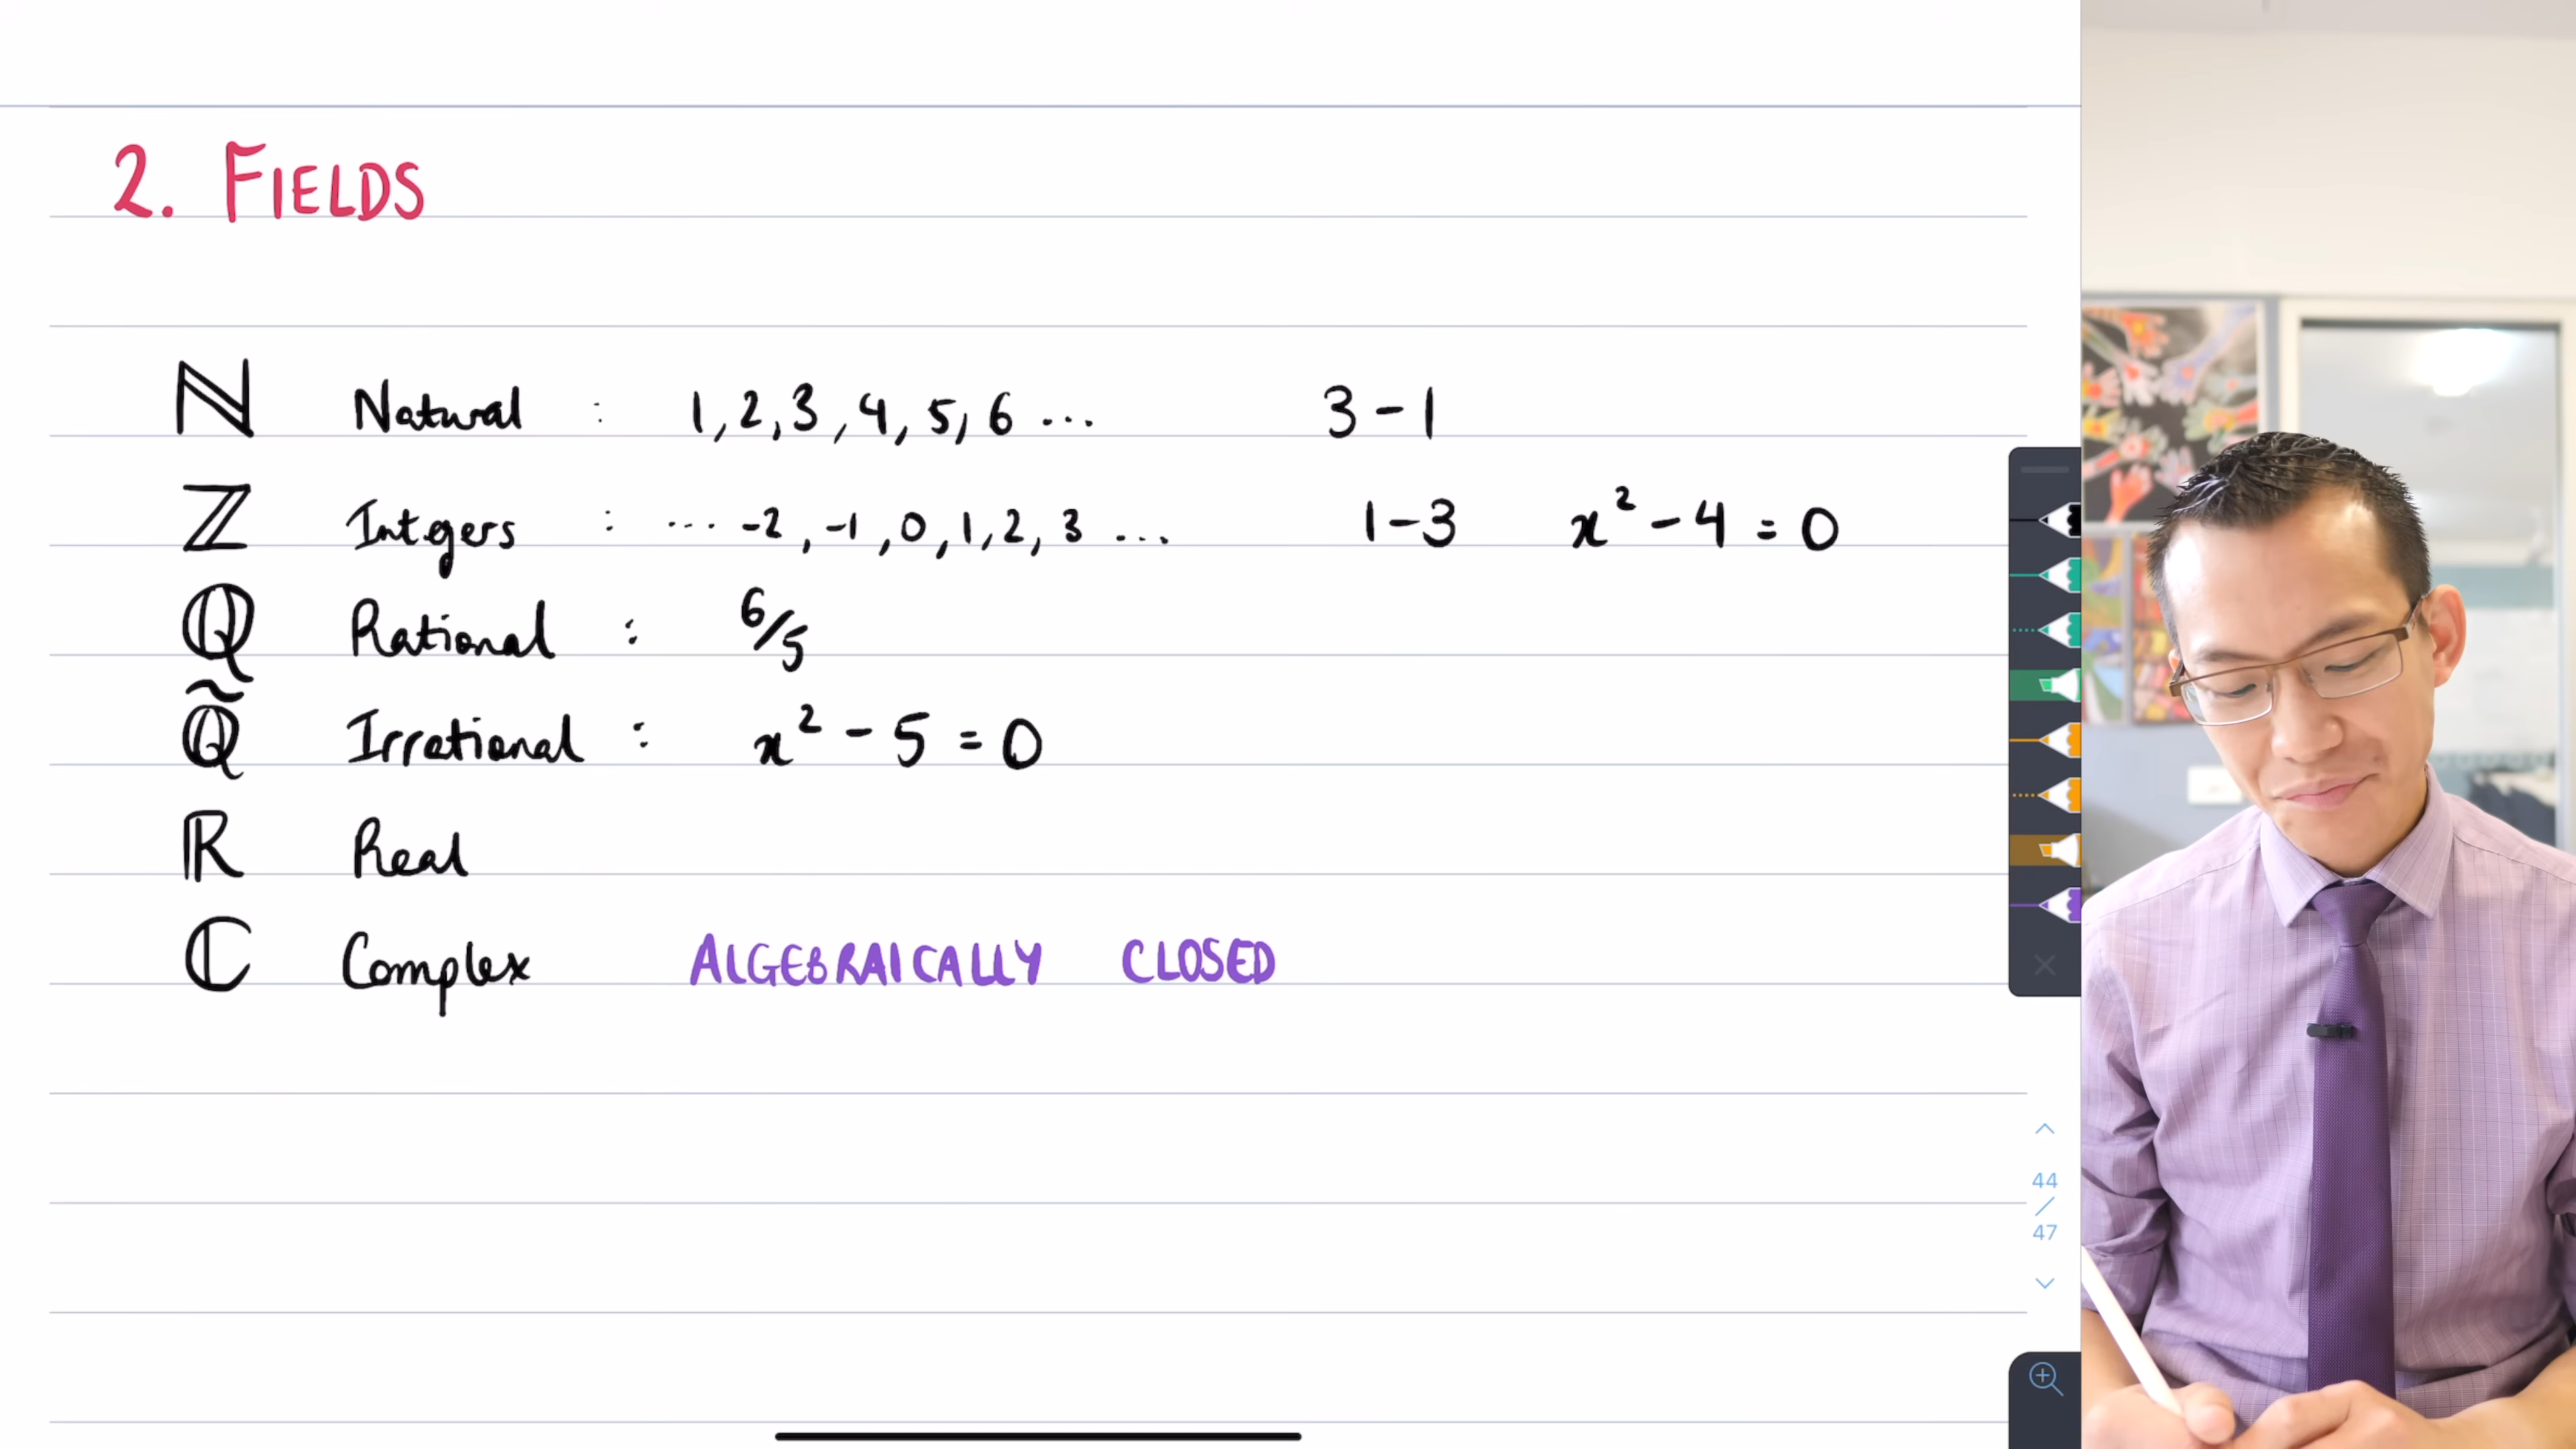 2. FIELDS
ℕ Natural : 1, 2, 3, 4, 5, 6 ... 3 - 1
ℤ Integers : ... -2, -1, 0, 1, 2, 3 ... 1 - 3 x² - 4 = 0
ℚ Rational : 6/5
ℚ̃ Irrational : x² - 5 = 0
ℝ Real
ℂ Complex ALGEBRAICALLY CLOSED
44
/
47